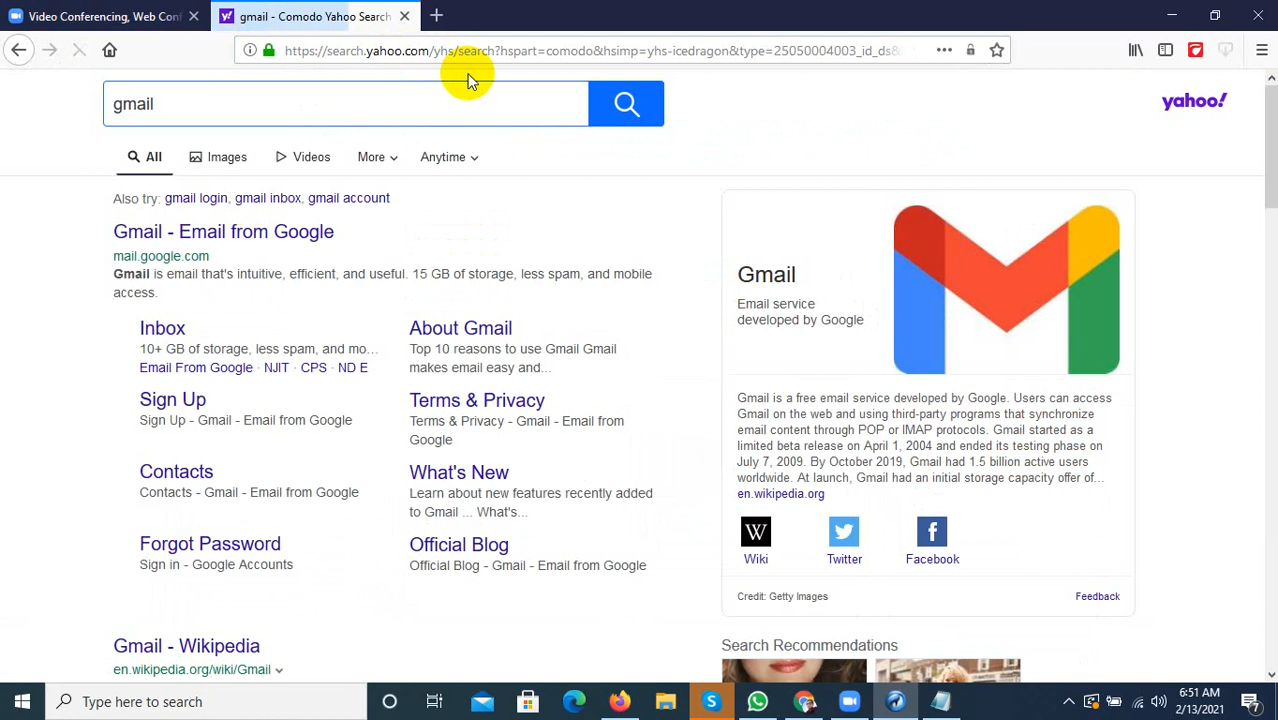 Video Conferencing, Web Conf
gmail - Comodo Yahoo Search
https://search.yahoo.com/yhs/search?hspart=comodo&hsimp=yhs-icedragon&type=25050004003_id_ds&
gmail
yahoo!
All
Images
Videos
More
Anytime
Also try: gmail login, gmail inbox, gmail account
Gmail - Email from Google
mail.google.com
Gmail is email that's intuitive, efficient, and useful. 15 GB of storage, less spam, and mobile
access.
Inbox
10+ GB of storage, less spam, and mo...
Email From Google · NJIT · CPS · ND E
Sign Up
Sign Up - Gmail - Email from Google
Contacts
Contacts - Gmail - Email from Google
Forgot Password
Sign in - Google Accounts
About Gmail
Top 10 reasons to use Gmail Gmail
makes email easy and...
Terms & Privacy
Terms & Privacy - Gmail - Email from
Google
What's New
Learn about new features recently added
to Gmail ... What's...
Official Blog
Official Blog - Gmail - Email from Google
Gmail - Wikipedia
en.wikipedia.org/wiki/Gmail
Gmail
Email service
developed by Google
Gmail is a free email service developed by Google. Users can access
Gmail on the web and using third-party programs that synchronize
email content through POP or IMAP protocols. Gmail started as a
limited beta release on April 1, 2004 and ended its testing phase on
July 7, 2009. By October 2019, Gmail had 1.5 billion active users
worldwide. At launch, Gmail had an initial storage capacity offer of...
en.wikipedia.org
W
Wiki
Twitter
Facebook
Credit: Getty Images
Feedback
Search Recommendations
Type here to search
6:51 AM
2/13/2021
7